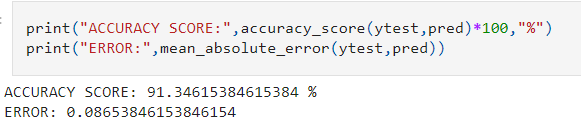 print("ACCURACY SCORE:",accuracy_score(ytest,pred)*100,"%")
print("ERROR:",mean_absolute_error(ytest,pred))
ACCURACY SCORE: 91.34615384615384 %
ERROR: 0.08653846153846154